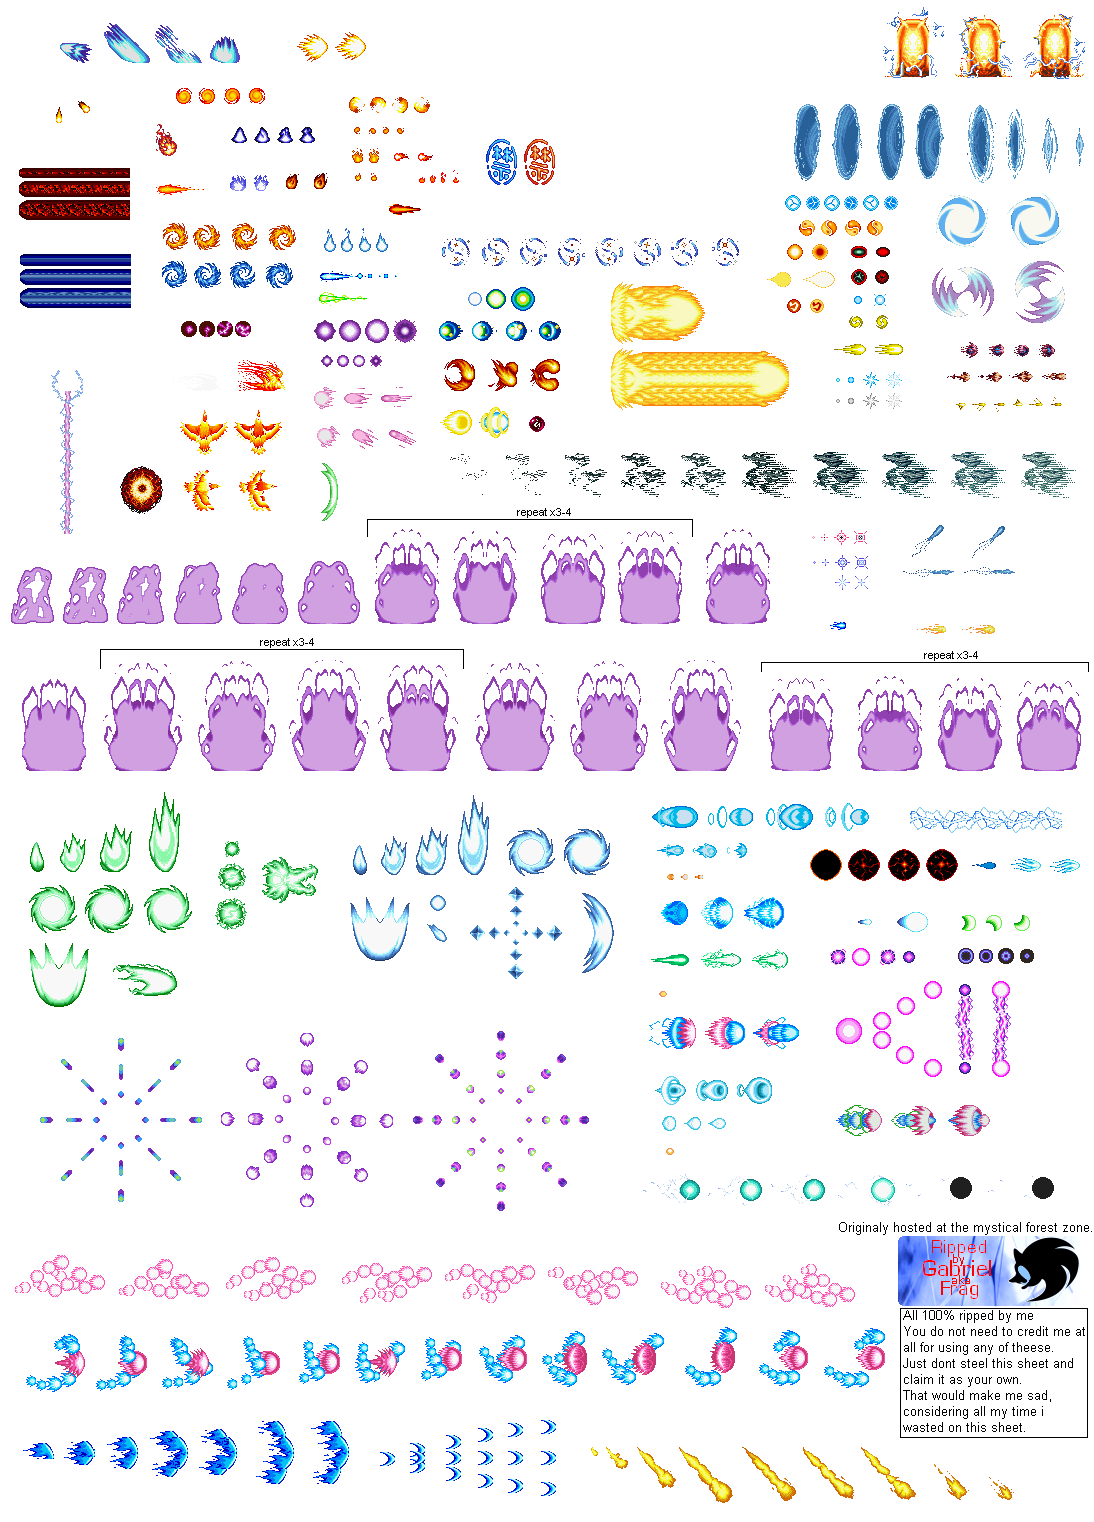 repeat x3-4
repeat x3-4
repeat x3-4
Originaly hosted at the mystical forest zone.
Ripped
by
Gabriel
aka
Frag
All 100% ripped by me
You do not need to credit me at
all for using any of theese.
Just dont steel this sheet and
claim it as your own.
That would make me sad,
considering all my time i
wasted on this sheet.